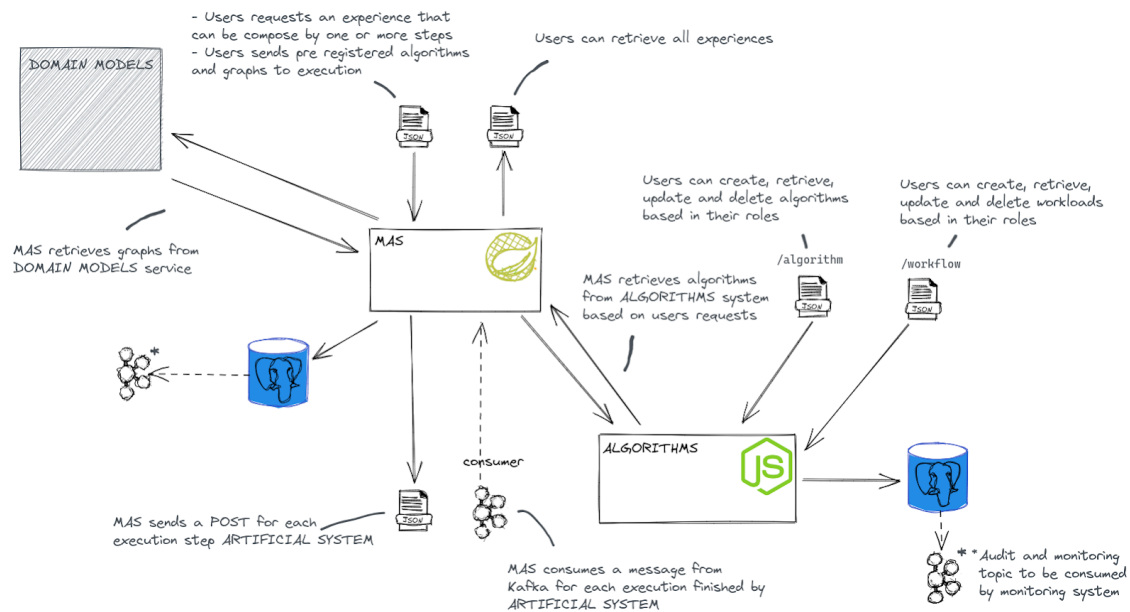 - Users requests an experience that
can be compose by one or more steps
- Users sends pre registered algorithms
and graphs to execution
Users can retrieve all experiences
DOMAIN MODELS
JSON
JSON
Users can create, retrieve,
update and delete algorithms
based in their roles
Users can create, retrieve,
update and delete workloads
based in their roles
MAS retrieves graphs from
DOMAIN MODELS service
MAS
/algorithm
/workflow
MAS retrieves algorithms
from ALGORITHMS system
based on users requests
JSON
JSON
*
ALGORITHMS
JS
consumer
MAS sends a POST for each
execution step ARTIFICIAL SYSTEM
JSON
MAS consumes a message from
Kafka for each execution finished by
ARTIFICIAL SYSTEM
*
*Audit and monitoring
topic to be consumed
by monitoring system